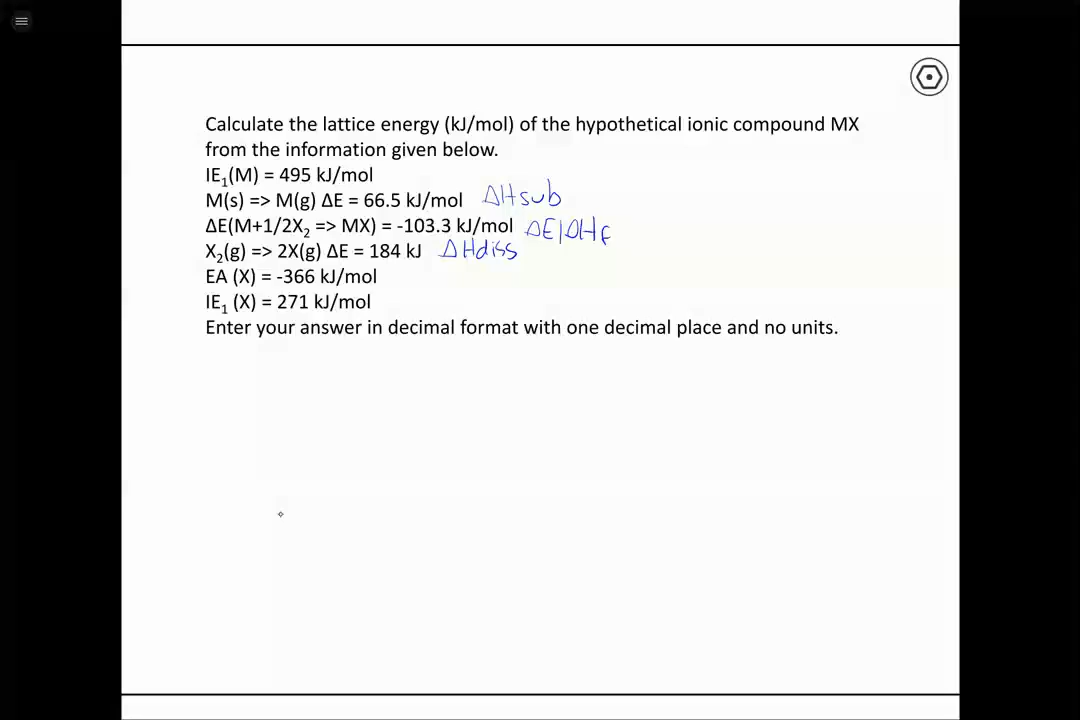 Calculate the lattice energy (kJ/mol) of the hypothetical ionic compound MX
from the information given below.
IE₁(M) = 495 kJ/mol
M(s) => M(g) ΔE = 66.5 kJ/mol ΔHsub
ΔE(M+1/2X₂ => MX) = -103.3 kJ/mol ΔE|ΔHf
X₂(g) => 2X(g) ΔE = 184 kJ ΔHdiss
EA (X) = -366 kJ/mol
IE₁ (X) = 271 kJ/mol
Enter your answer in decimal format with one decimal place and no units.